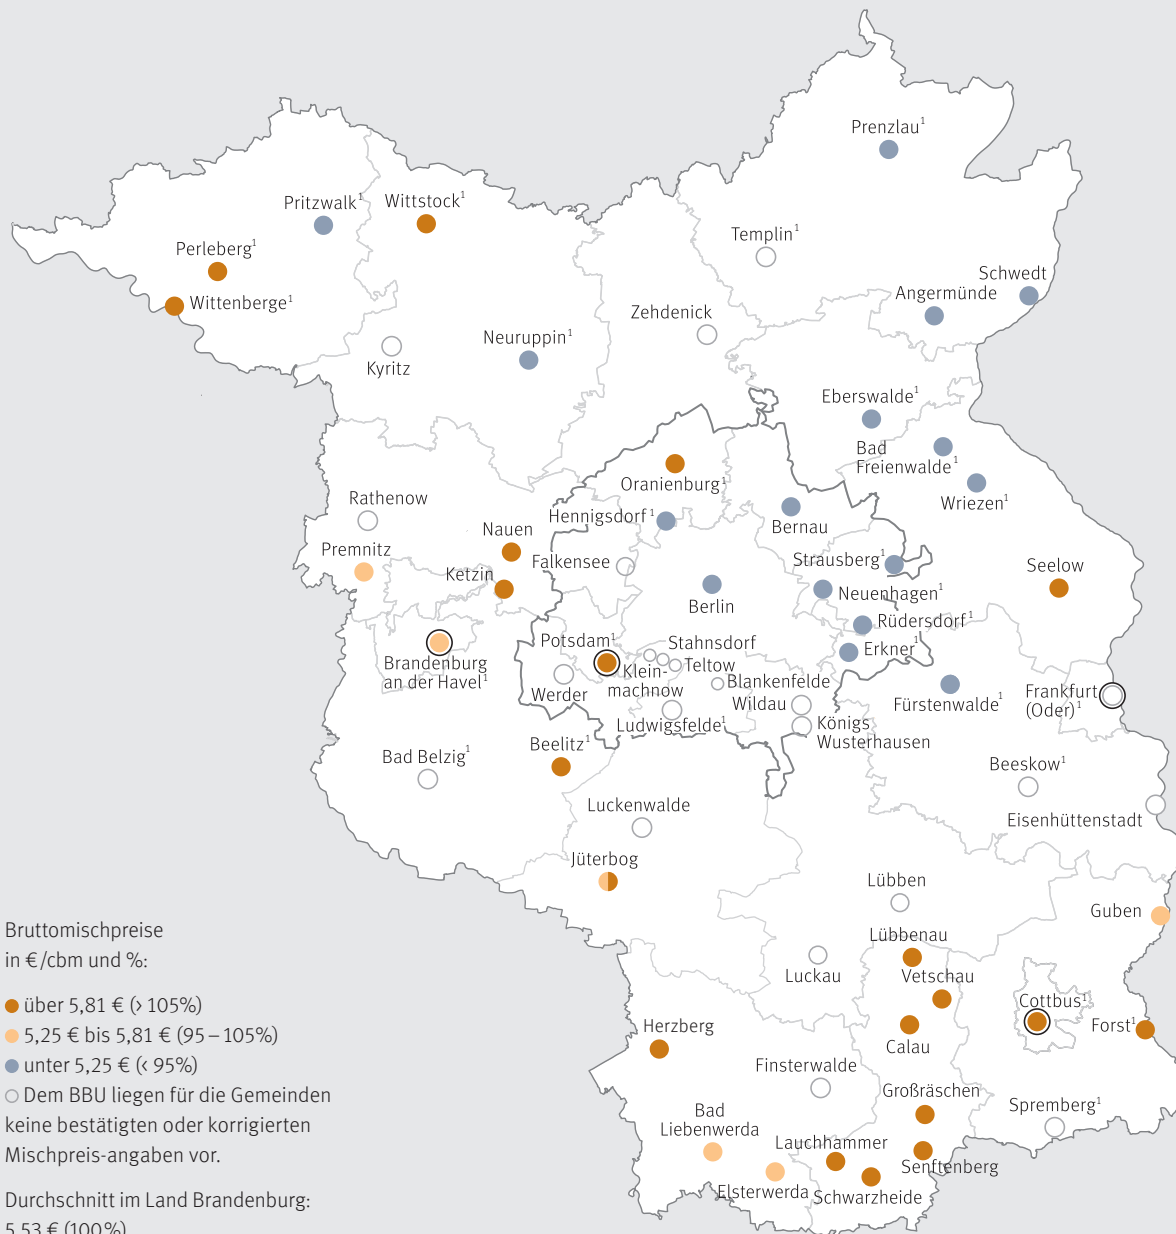 Prenzlau¹
Pritzwalk¹
Wittstock¹
Templin¹
Perleberg¹
Schwedt
Angermünde
Wittenberge¹
Zehdenick
Neuruppin¹
Kyritz
Eberswalde¹
Bad
Freienwalde¹
Oranienburg¹
Wriezen¹
Rathenow
Hennigsdorf¹
Bernau
Nauen
Premnitz
Falkensee
Strausberg¹
Seelow
Ketzin
Berlin
Neuenhagen¹
Rüdersdorf¹
Potsdam¹
Stahnsdorf
Erkner¹
Brandenburg
an der Havel¹
Klein-
machnow
Teltow
Werder
Blankenfelde
Wildau
Fürstenwalde¹
Frankfurt
(Oder)¹
Ludwigsfelde¹
Königs
Wusterhausen
Beelitz¹
Bad Belzig¹
Beeskow¹
Luckenwalde
Eisenhüttenstadt
Jüterbog
Lübben
Guben
Lübbenau
Luckau
Vetschau
Cottbus¹
Herzberg
Forst¹
Calau
Finsterwalde
Großräschen
Spremberg¹
Bad
Liebenwerda
Lauchhammer
Senftenberg
Elsterwerda
Schwarzheide
Bruttomischpreise
in €/cbm und %:
über 5,81 € (> 105%)
5,25 € bis 5,81 € (95–105%)
unter 5,25 € (< 95%)
Dem BBU liegen für die Gemeinden
keine bestätigten oder korrigierten
Mischpreis-angaben vor.
Durchschnitt im Land Brandenburg:
5,53 € (100%)